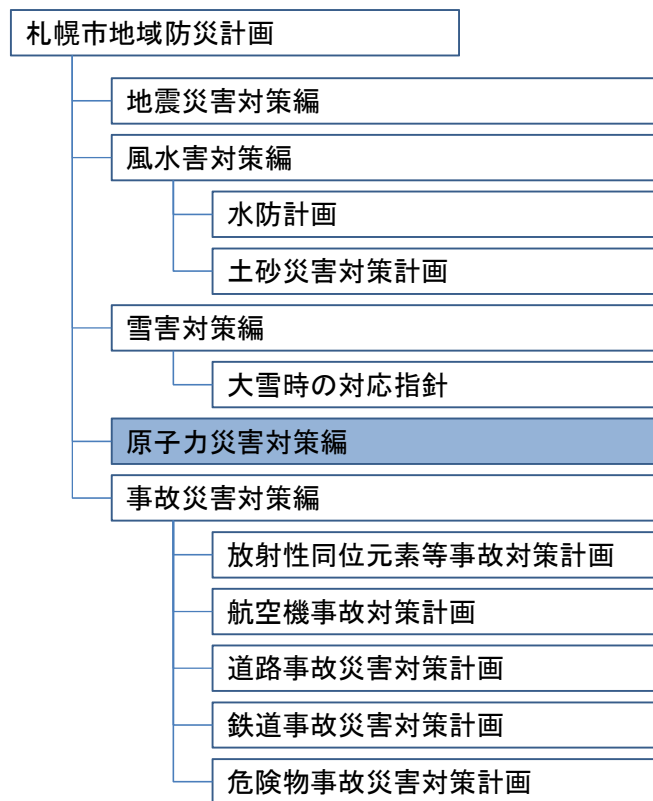 札幌市地域防災計画
地震災害対策編
風水害対策編
水防計画
土砂災害対策計画
雪害対策編
大雪時の対応指針
原子力災害対策編
事故災害対策編
放射性同位元素等事故対策計画
航空機事故対策計画
道路事故災害対策計画
鉄道事故災害対策計画
危険物事故災害対策計画